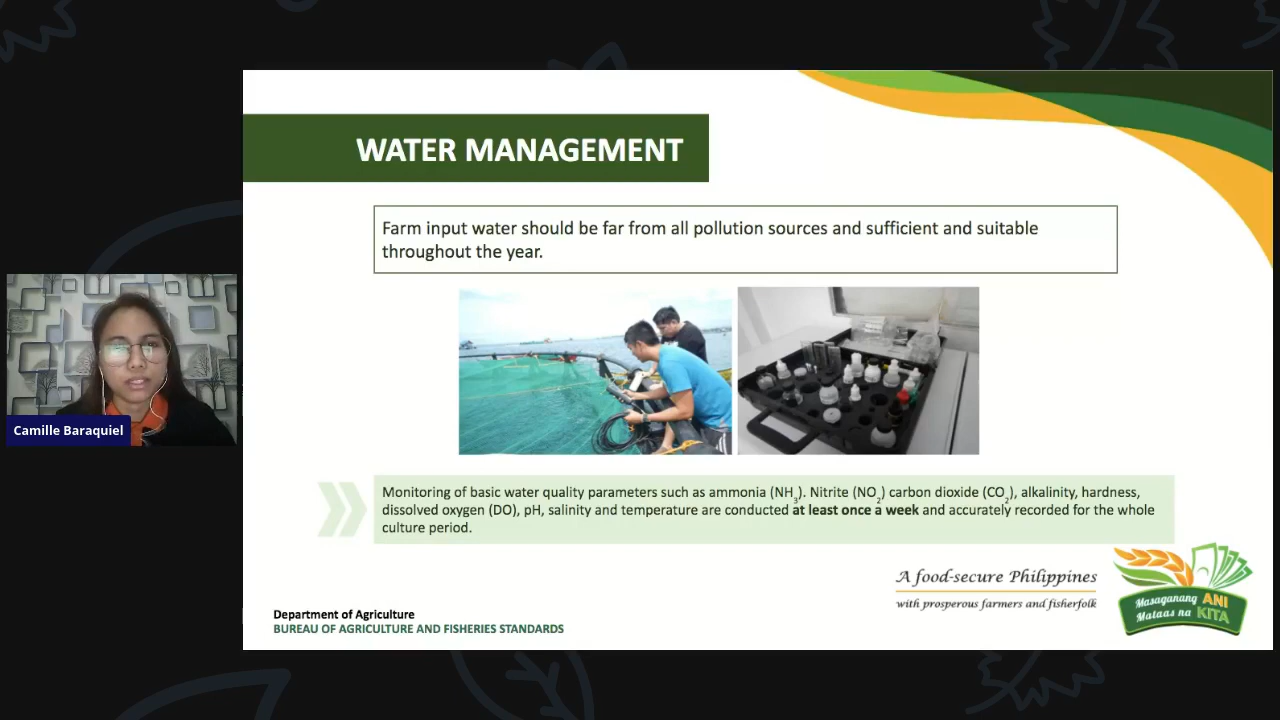 WATER MANAGEMENT
Farm input water should be far from all pollution sources and sufficient and suitable
throughout the year.
Camille Baraquiel
Monitoring of basic water quality parameters such as ammonia (NH3). Nitrite (NO2) carbon dioxide (CO2), alkalinity, hardness,
dissolved oxygen (DO), pH, salinity and temperature are conducted at least once a week and accurately recorded for the whole
culture period.
A food-secure Philippines
with prosperous farmers and fisherfolk
Masaganang ANI
Mataas na KITA
Department of Agriculture
BUREAU OF AGRICULTURE AND FISHERIES STANDARDS